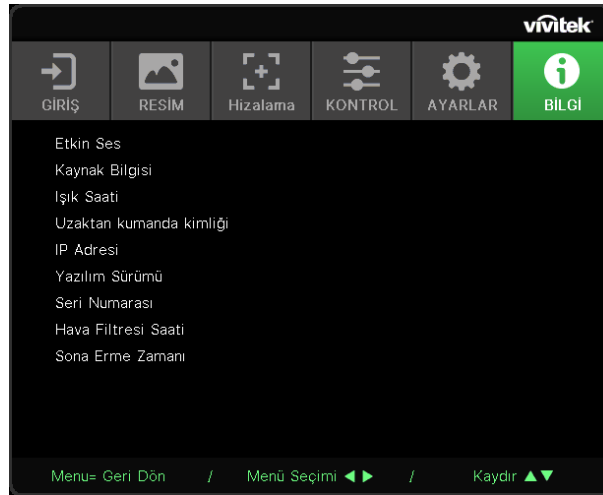 vivitek
GİRİŞ
RESİM
Hizalama
KONTROL
AYARLAR
BİLGİ
Etkin Ses
Kaynak Bilgisi
Işık Saati
Uzaktan kumanda kimliği
IP Adresi
Yazılım Sürümü
Seri Numarası
Hava Filtresi Saati
Sona Erme Zamanı
Menu= Geri Dön / Menü Seçimi ◀ ▶ / Kaydır ▲▼